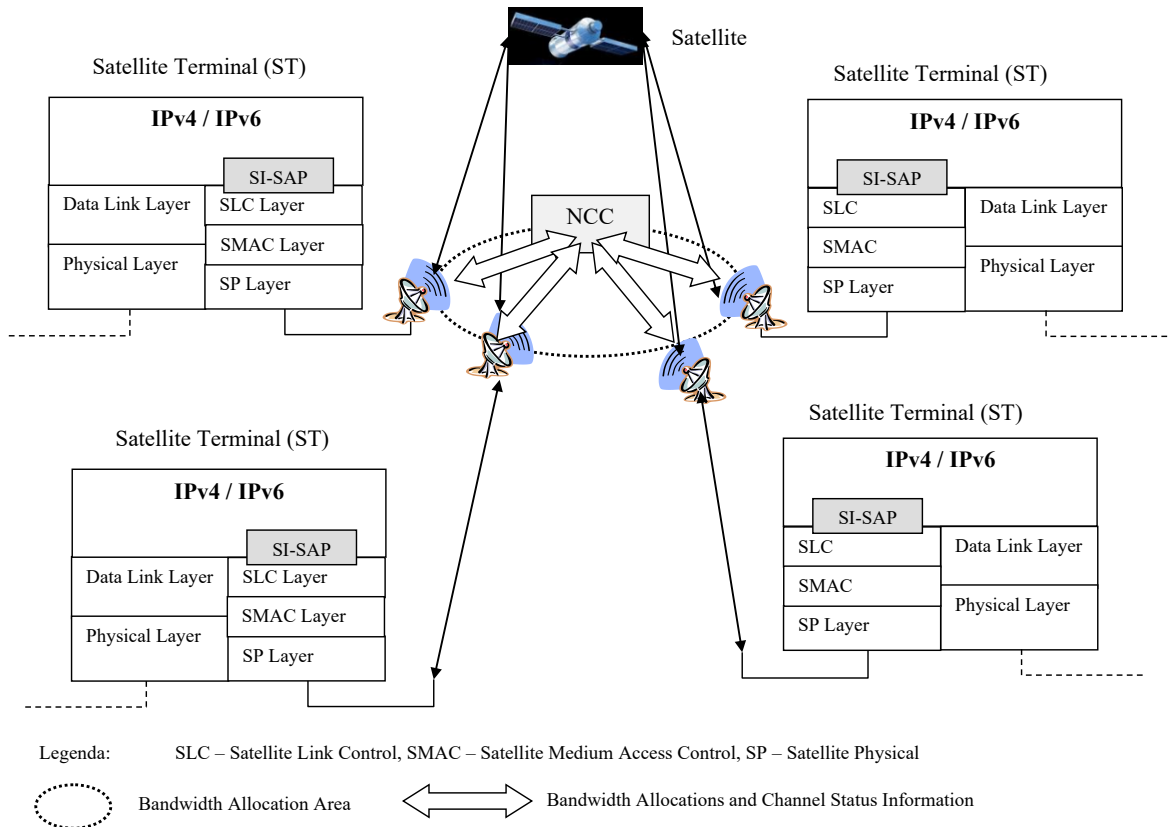 Satellite
Satellite Terminal (ST)
IPv4 / IPv6
SI-SAP
Data Link Layer
SLC Layer
SMAC Layer
Physical Layer
SP Layer
NCC
Satellite Terminal (ST)
IPv4 / IPv6
SI-SAP
SLC
Data Link Layer
SMAC
Physical Layer
SP Layer
Satellite Terminal (ST)
IPv4 / IPv6
SI-SAP
Data Link Layer
SLC Layer
SMAC Layer
Physical Layer
SP Layer
Satellite Terminal (ST)
IPv4 / IPv6
SI-SAP
SLC
Data Link Layer
SMAC
Physical Layer
SP Layer
Legenda: SLC – Satellite Link Control, SMAC – Satellite Medium Access Control, SP – Satellite Physical
Bandwidth Allocation Area
Bandwidth Allocations and Channel Status Information